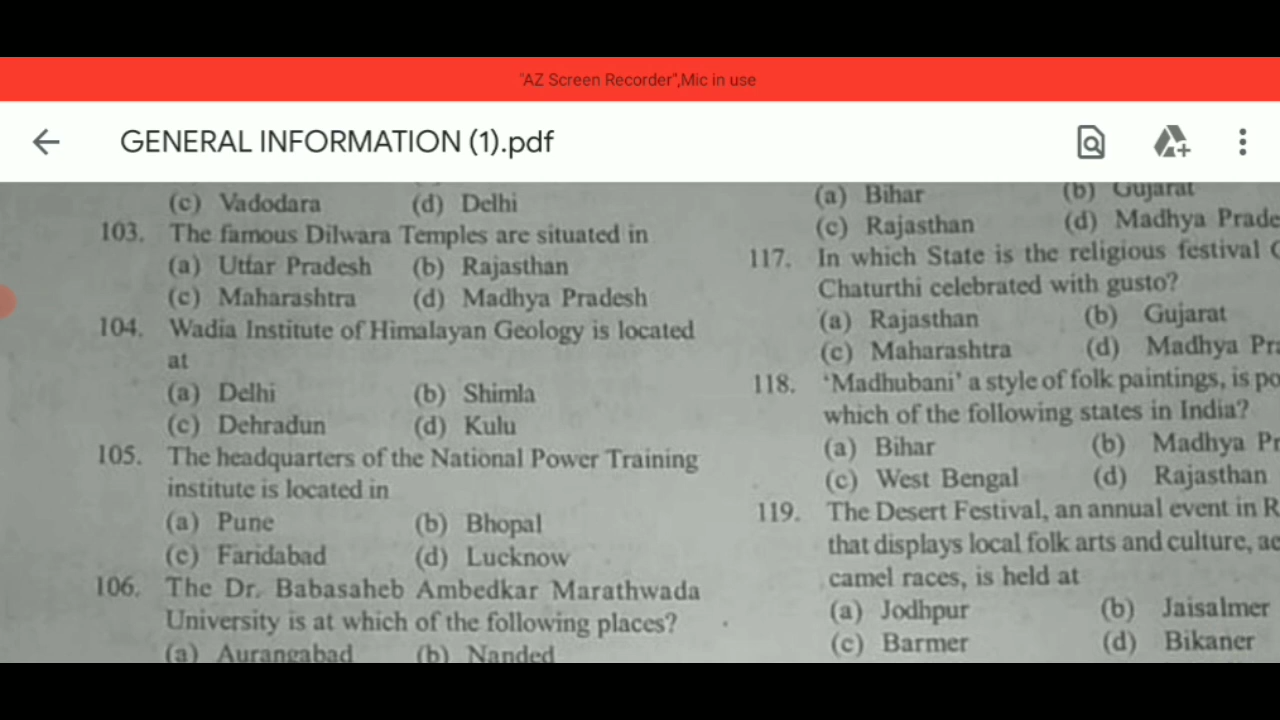 "AZ Screen Recorder",Mic in use
GENERAL INFORMATION (1).pdf
(c) Vadodara (d) Delhi
103. The famous Dilwara Temples are situated in
(a) Uttar Pradesh (b) Rajasthan
(c) Maharashtra (d) Madhya Pradesh
104. Wadia Institute of Himalayan Geology is located
at
(a) Delhi (b) Shimla
(c) Dehradun (d) Kulu
105. The headquarters of the National Power Training
institute is located in
(a) Pune (b) Bhopal
(c) Faridabad (d) Lucknow
106. The Dr. Babasaheb Ambedkar Marathwada
University is at which of the following places?
(a) Aurangabad (b) Nanded
(a) Bihar (b) Gujarat
(c) Rajasthan (d) Madhya Prade
117. In which State is the religious festival
Chaturthi celebrated with gusto?
(a) Rajasthan (b) Gujarat
(c) Maharashtra (d) Madhya Pra
118. 'Madhubani' a style of folk paintings, is po
which of the following states in India?
(a) Bihar (b) Madhya Pr
(c) West Bengal (d) Rajasthan
119. The Desert Festival, an annual event in R
that displays local folk arts and culture, ae
camel races, is held at
(a) Jodhpur (b) Jaisalmer
(c) Barmer (d) Bikaner